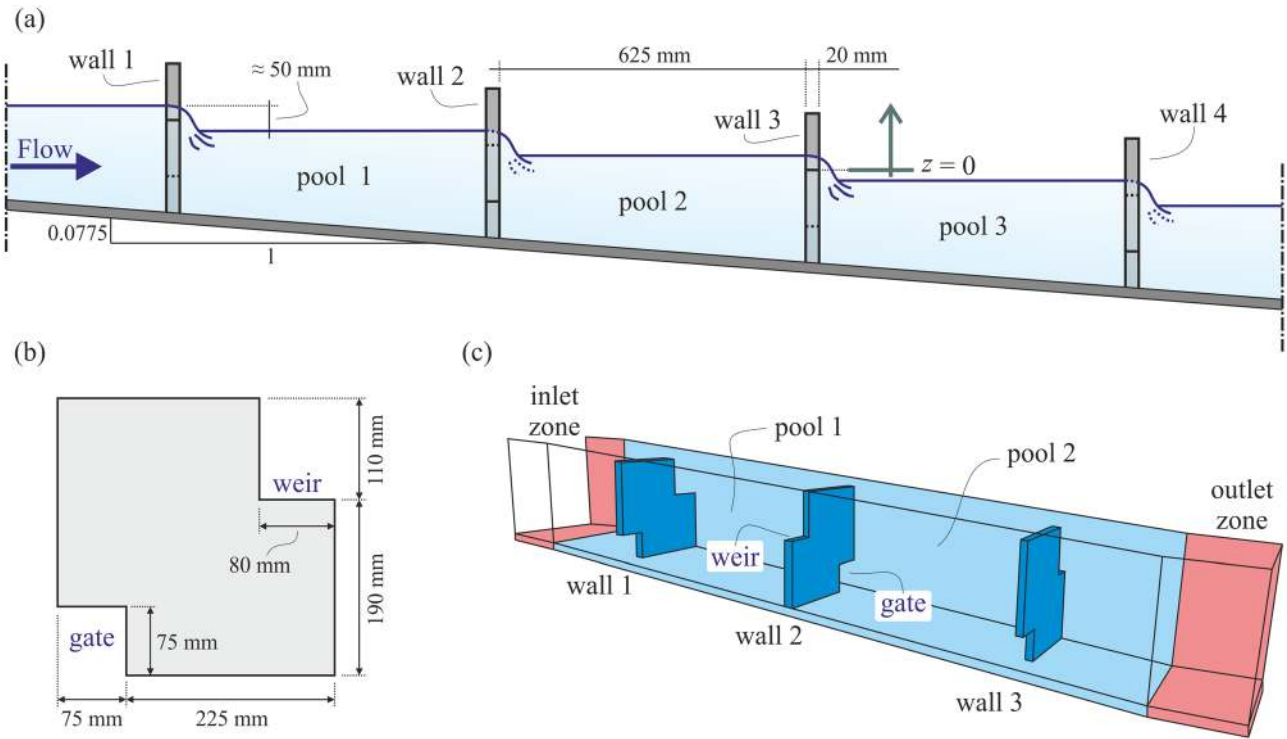 (a)
wall 1
≈ 50 mm
wall 2
625 mm
20 mm
wall 3
wall 4
Flow
pool 1
z = 0
pool 2
pool 3
0.0775
1
(b)
110 mm
weir
80 mm
190 mm
gate
75 mm
75 mm
225 mm
(c)
inlet
zone
pool 1
pool 2
outlet
zone
weir
gate
wall 1
wall 2
wall 3